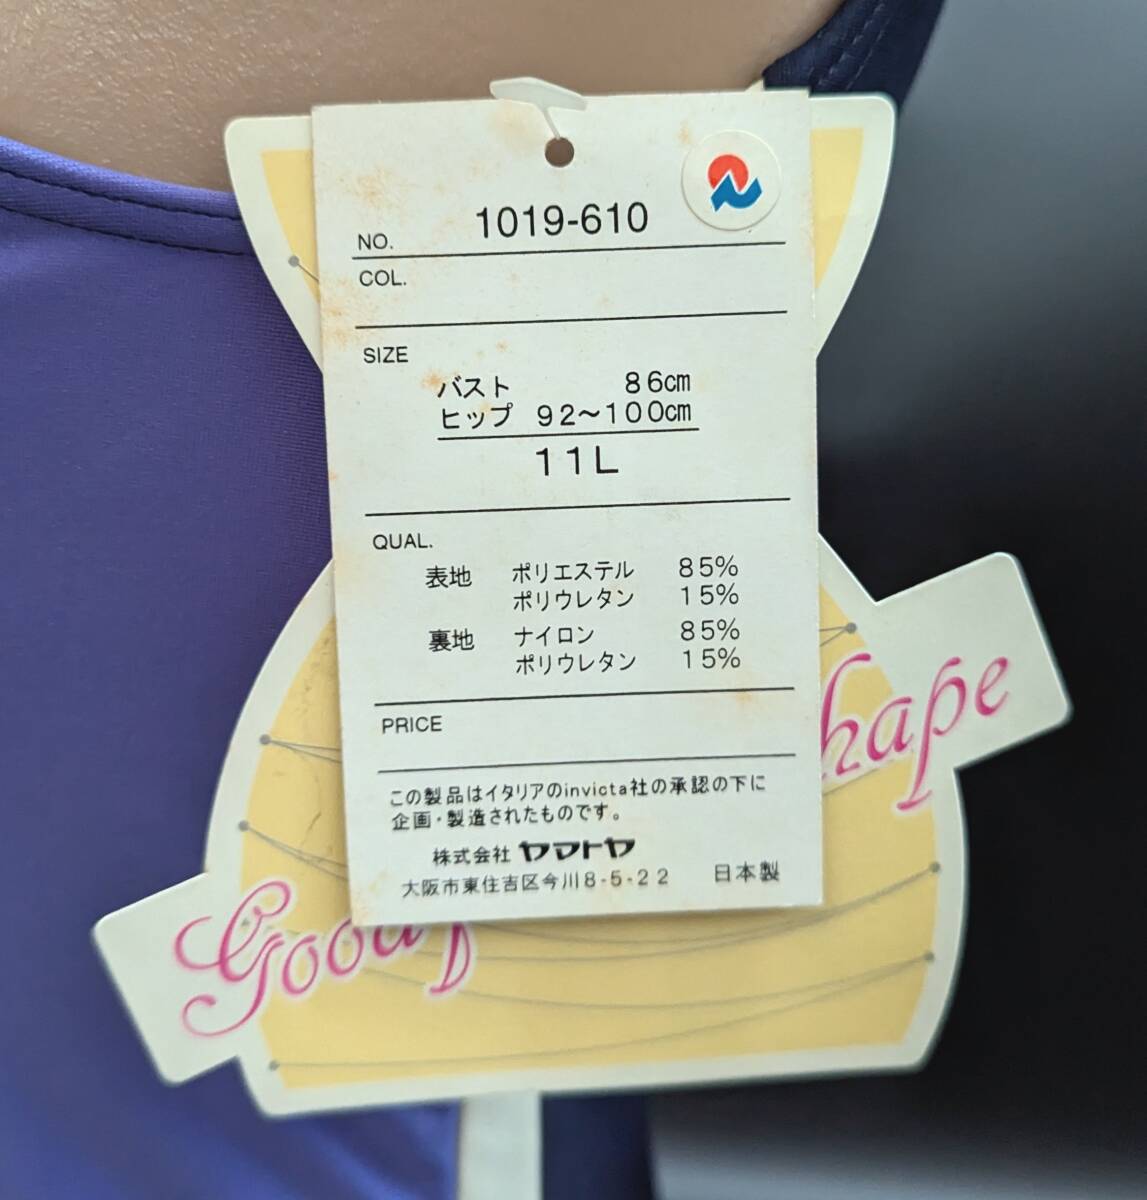 NO. 1019-610
COL.
SIZE
バスト 86cm
ヒップ 92～100cm
11L
QUAL.
表地 ポリエステル 85%
ポリウレタン 15%
裏地 ナイロン 85%
ポリウレタン 15%
PRICE
この製品はイタリアのinvicta社の承認の下に
企画・製造されたものです。
株式会社 ヤマトヤ
大阪市東住吉区今川8-5-22 日本製
hape
Good